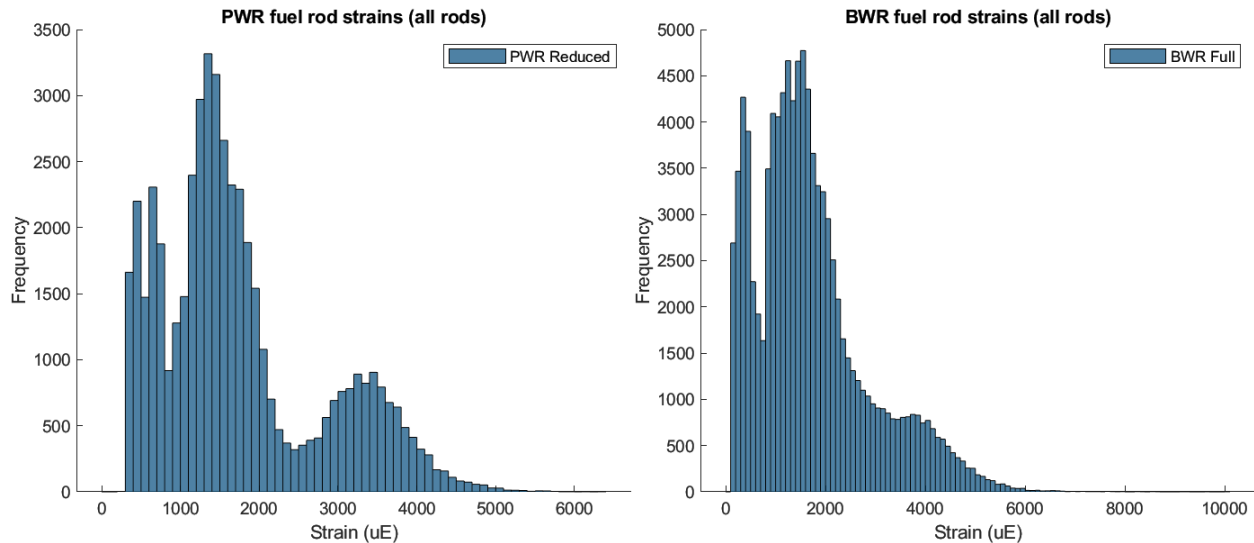 PWR fuel rod strains (all rods)
3500
3000
2500
2000
1500
1000
500
0
Frequency
PWR Reduced
0 1000 2000 3000 4000 5000 6000
Strain (uE)
BWR fuel rod strains (all rods)
5000
4500
4000
3500
3000
2500
2000
1500
1000
500
0
Frequency
BWR Full
0 2000 4000 6000 8000 10000
Strain (uE)